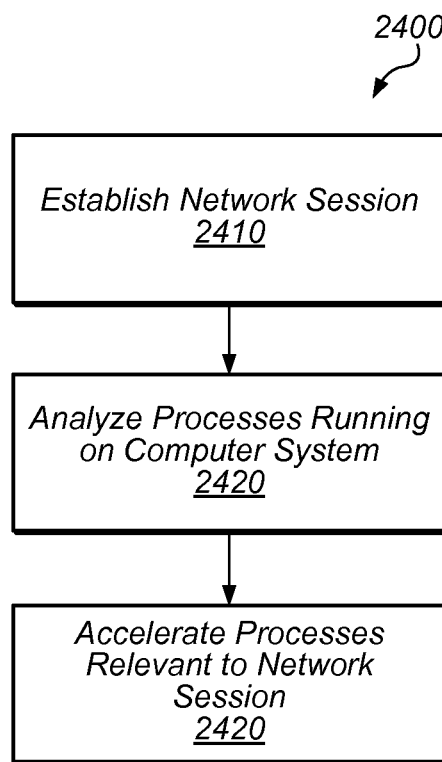 2400
Establish Network Session
2410
Analyze Processes Running
on Computer System
2420
Accelerate Processes
Relevant to Network
Session
2420